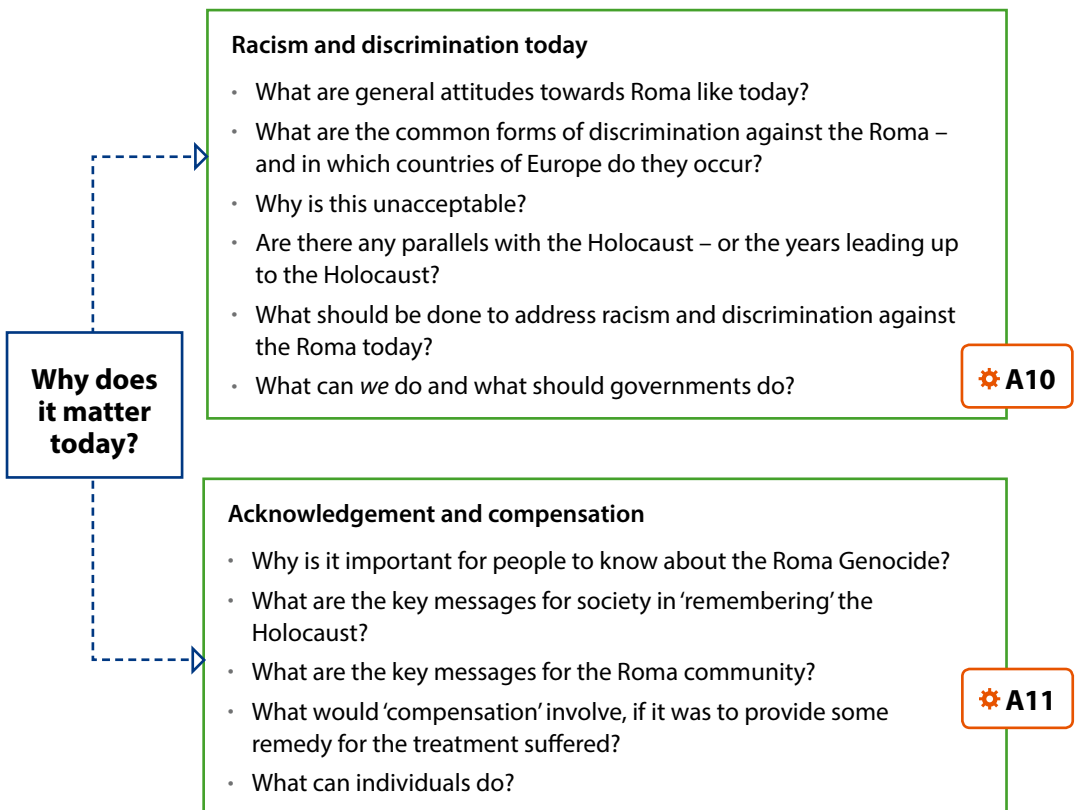 Racism and discrimination today
• What are general attitudes towards Roma like today?
• What are the common forms of discrimination against the Roma –
and in which countries of Europe do they occur?
• Why is this unacceptable?
• Are there any parallels with the Holocaust – or the years leading up
to the Holocaust?
• What should be done to address racism and discrimination against
the Roma today?
• What can we do and what should governments do?
A10
Why does
it matter
today?
Acknowledgement and compensation
• Why is it important for people to know about the Roma Genocide?
• What are the key messages for society in ‘remembering’ the
Holocaust?
• What are the key messages for the Roma community?
• What would ‘compensation’ involve, if it was to provide some
remedy for the treatment suffered?
• What can individuals do?
A11